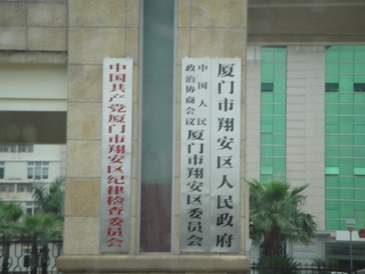 厦门市翔安区人民政府
中国人民
政治协商会议
厦门市翔安区委员会
中国共产党厦门市翔安区纪律检查委员会